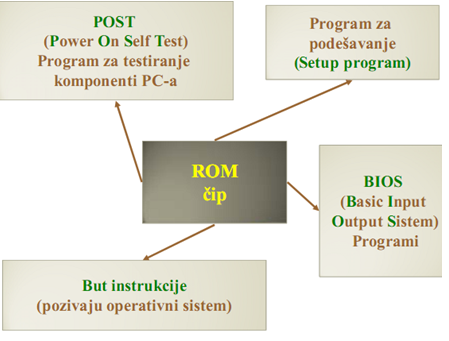 POST
(Power On Self Test)
Program za testiranje
komponenti PC-a
Program za
podešavanje
(Setup program)
ROM
čip
BIOS
(Basic Input
Output Sistem)
Programi
But instrukcije
(pozivaju operativni sistem)